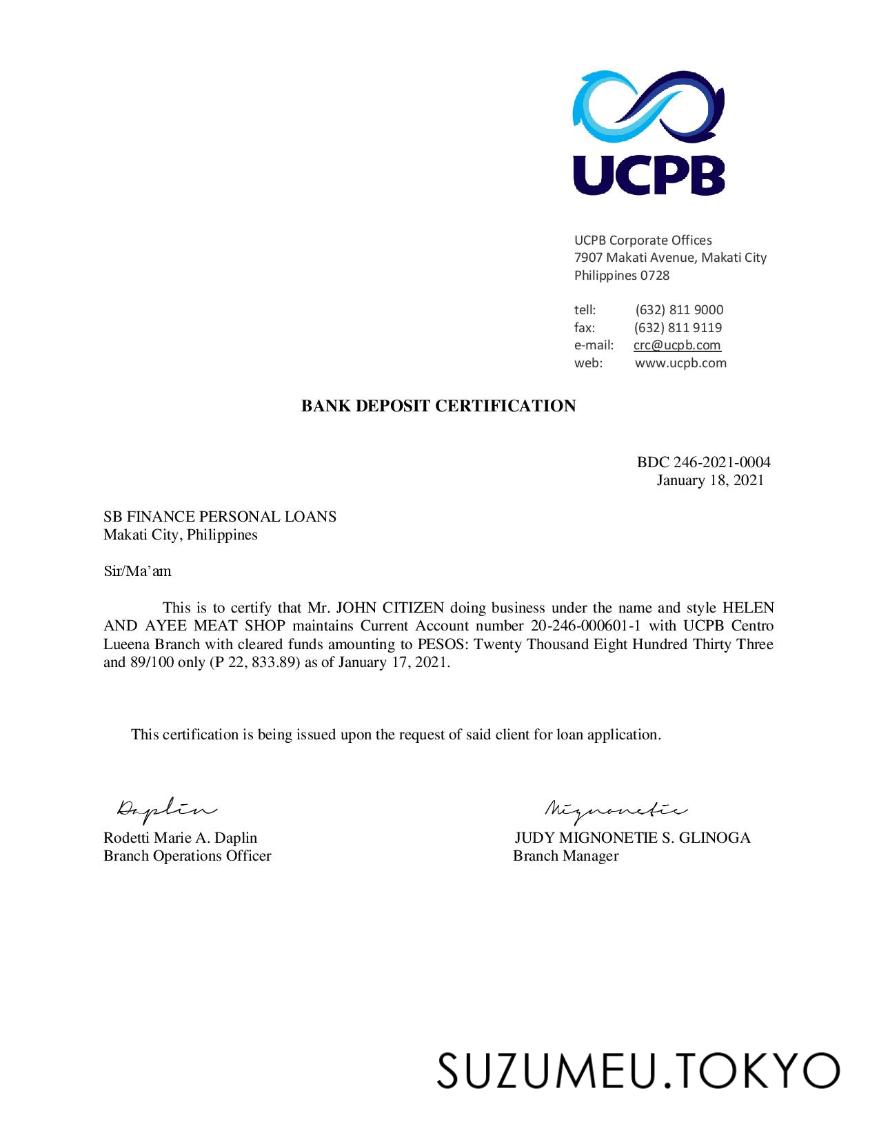 UCPB
UCPB Corporate Offices
7907 Makati Avenue, Makati City
Philippines 0728
tell: (632) 811 9000
fax: (632) 811 9119
e-mail: crc@ucpb.com
web: www.ucpb.com
BANK DEPOSIT CERTIFICATION
BDC 246-2021-0004
January 18, 2021
SB FINANCE PERSONAL LOANS
Makati City, Philippines
Sir/Ma’am
This is to certify that Mr. JOHN CITIZEN doing business under the name and style HELEN
AND AYEE MEAT SHOP maintains Current Account number 20-246-000601-1 with UCPB Centro
Lueena Branch with cleared funds amounting to PESOS: Twenty Thousand Eight Hundred Thirty Three
and 89/100 only (P 22, 833.89) as of January 17, 2021.
This certification is being issued upon the request of said client for loan application.
Daplin Mignonetie
Rodetti Marie A. Daplin JUDY MIGNONETIE S. GLINOGA
Branch Operations Officer Branch Manager
SUZUMEU.TOKYO